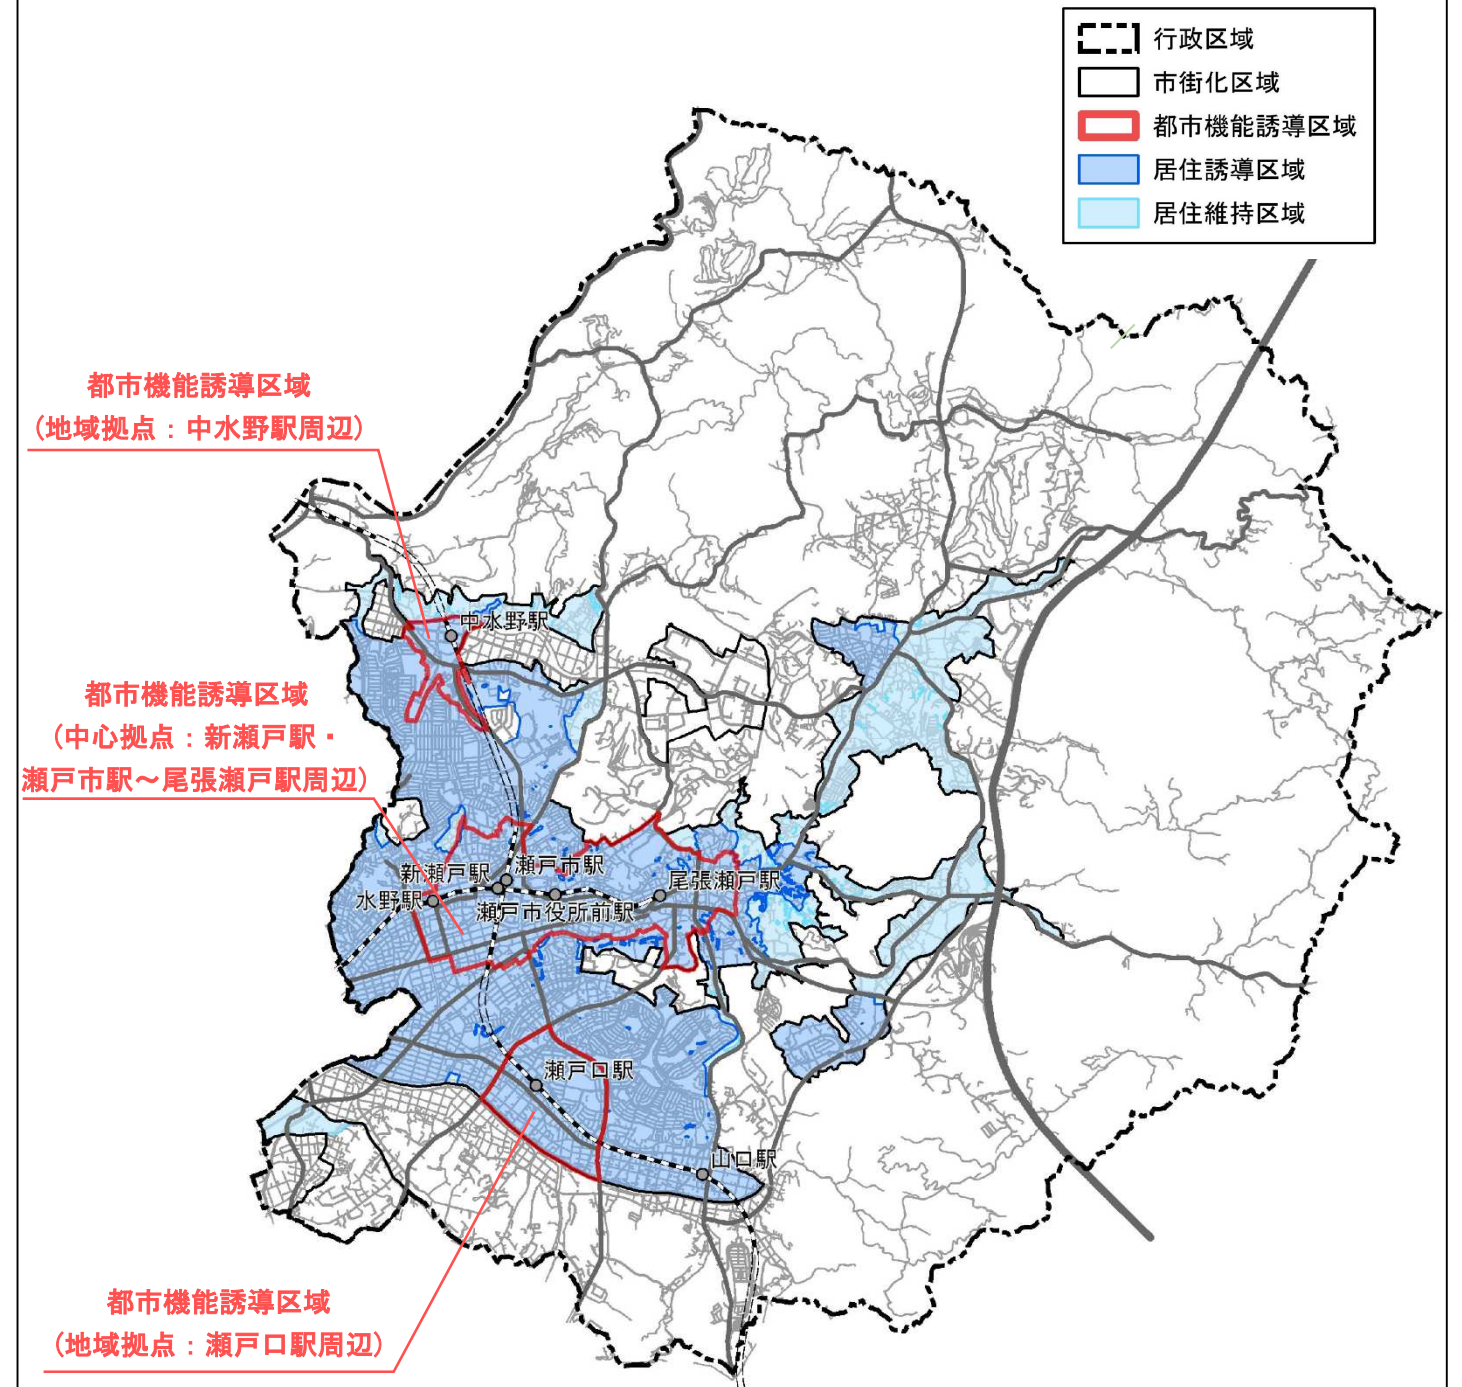 行政区域
市街化区域
都市機能誘導区域
居住誘導区域
居住維持区域
都市機能誘導区域
(地域拠点：中水野駅周辺)
中水野駅
都市機能誘導区域
(中心拠点：新瀬戸駅・
瀬戸市駅～尾張瀬戸駅周辺)
瀬戸市駅
新瀬戸駅
尾張瀬戸駅
水野駅
瀬戸市役所前駅
瀬戸口駅
山口駅
都市機能誘導区域
(地域拠点：瀬戸口駅周辺)